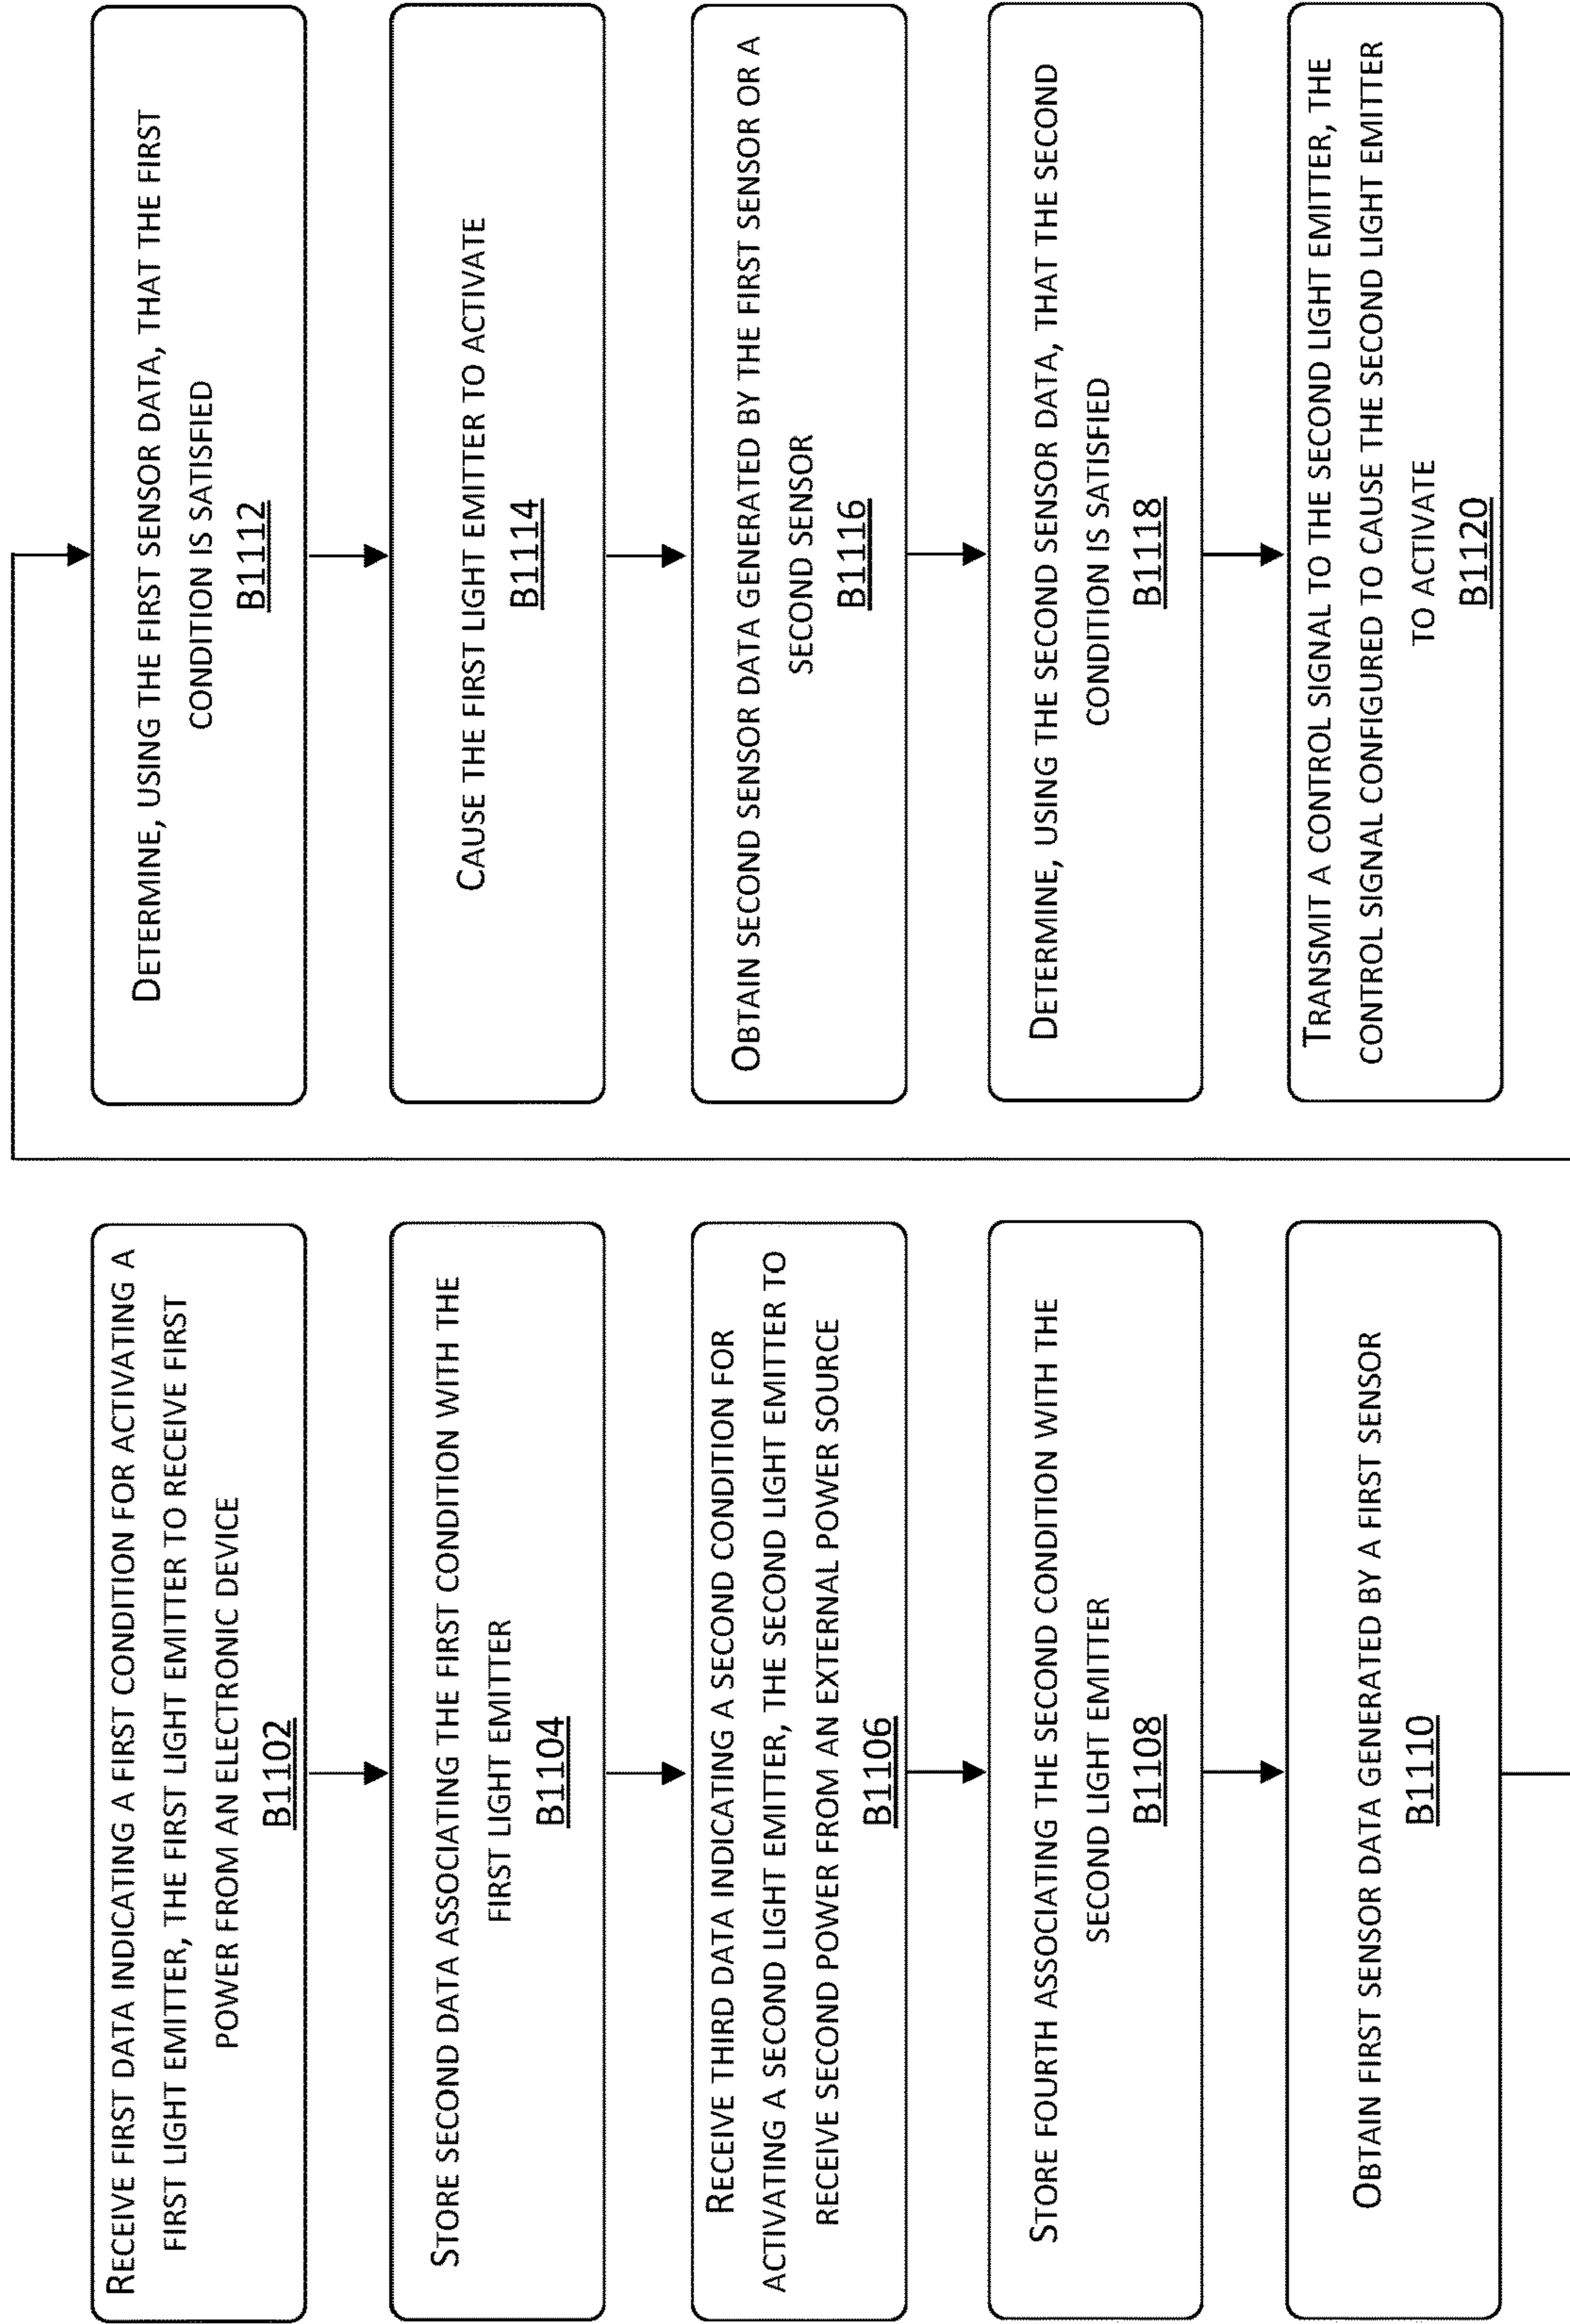 RECEIVE FIRST DATA INDICATING A FIRST CONDITION FOR ACTIVATING A
FIRST LIGHT EMITTER, THE FIRST LIGHT EMITTER TO RECEIVE FIRST
POWER FROM AN ELECTRONIC DEVICE
B1102
STORE SECOND DATA ASSOCIATING THE FIRST CONDITION WITH THE
FIRST LIGHT EMITTER
B1104
RECEIVE THIRD DATA INDICATING A SECOND CONDITION FOR
ACTIVATING A SECOND LIGHT EMITTER, THE SECOND LIGHT EMITTER TO
RECEIVE SECOND POWER FROM AN EXTERNAL POWER SOURCE
B1106
STORE FOURTH ASSOCIATING THE SECOND CONDITION WITH THE
SECOND LIGHT EMITTER
B1108
OBTAIN FIRST SENSOR DATA GENERATED BY A FIRST SENSOR
B1110
DETERMINE, USING THE FIRST SENSOR DATA, THAT THE FIRST
CONDITION IS SATISFIED
B1112
CAUSE THE FIRST LIGHT EMITTER TO ACTIVATE
B1114
OBTAIN SECOND SENSOR DATA GENERATED BY THE FIRST SENSOR OR A
SECOND SENSOR
B1116
DETERMINE, USING THE SECOND SENSOR DATA, THAT THE SECOND
CONDITION IS SATISFIED
B1118
TRANSMIT A CONTROL SIGNAL TO THE SECOND LIGHT EMITTER, THE
CONTROL SIGNAL CONFIGURED TO CAUSE THE SECOND LIGHT EMITTER
TO ACTIVATE
B1120